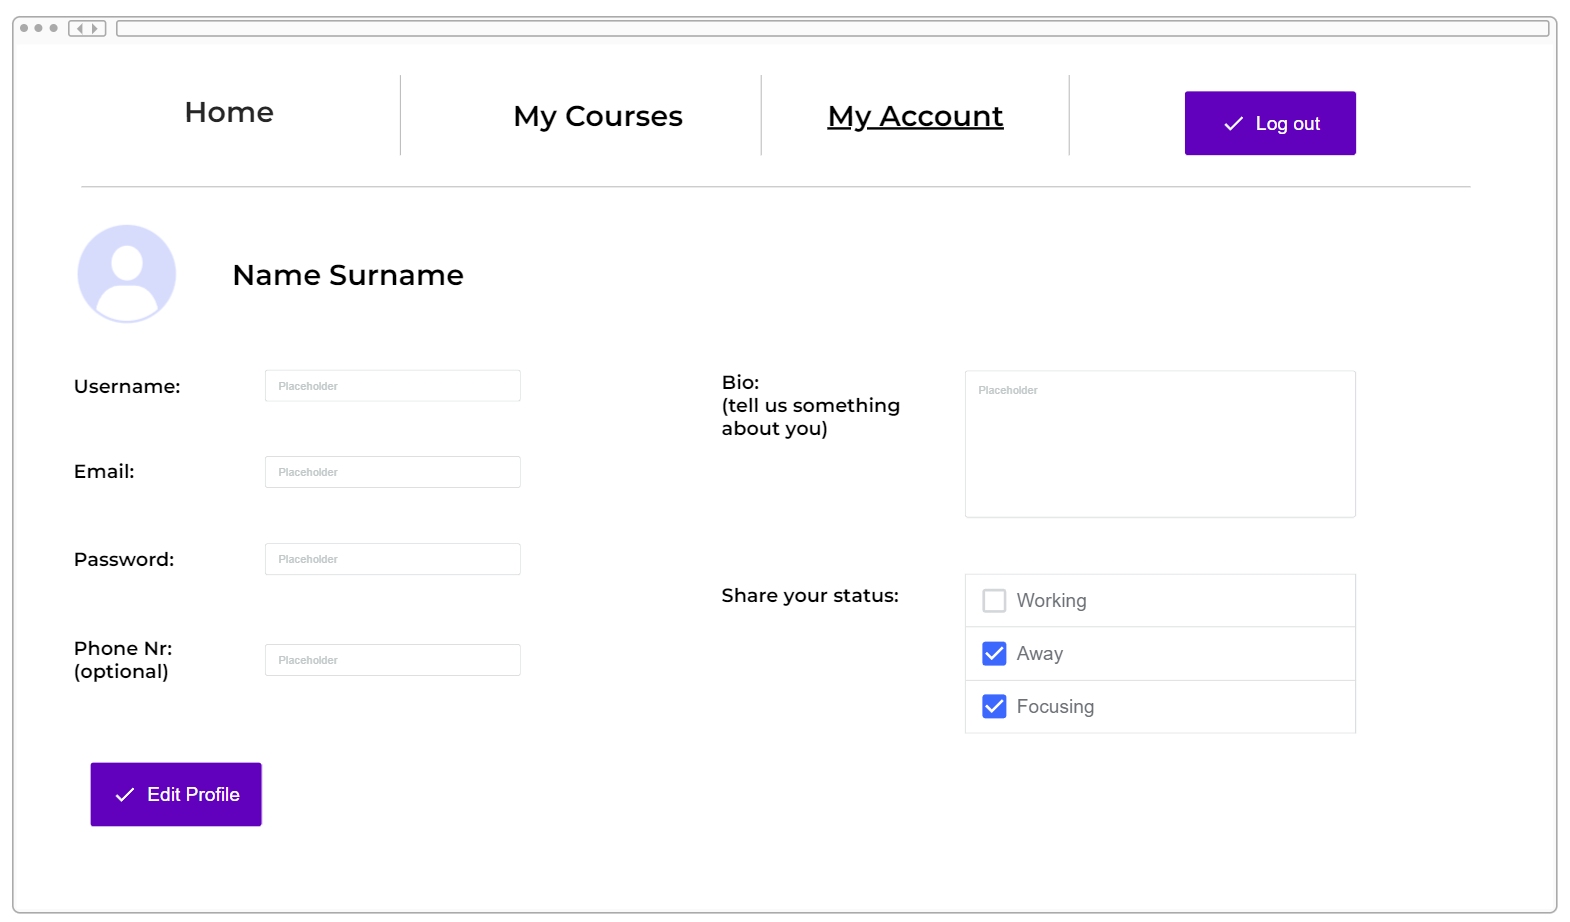 Home
My Courses
My Account
Log out
Name Surname
Username:
Placeholder
Email:
Placeholder
Password:
Placeholder
Phone Nr:
(optional)
Placeholder
Edit Profile
Bio:
(tell us something
about you)
Placeholder
Share your status:
Working
Away
Focusing